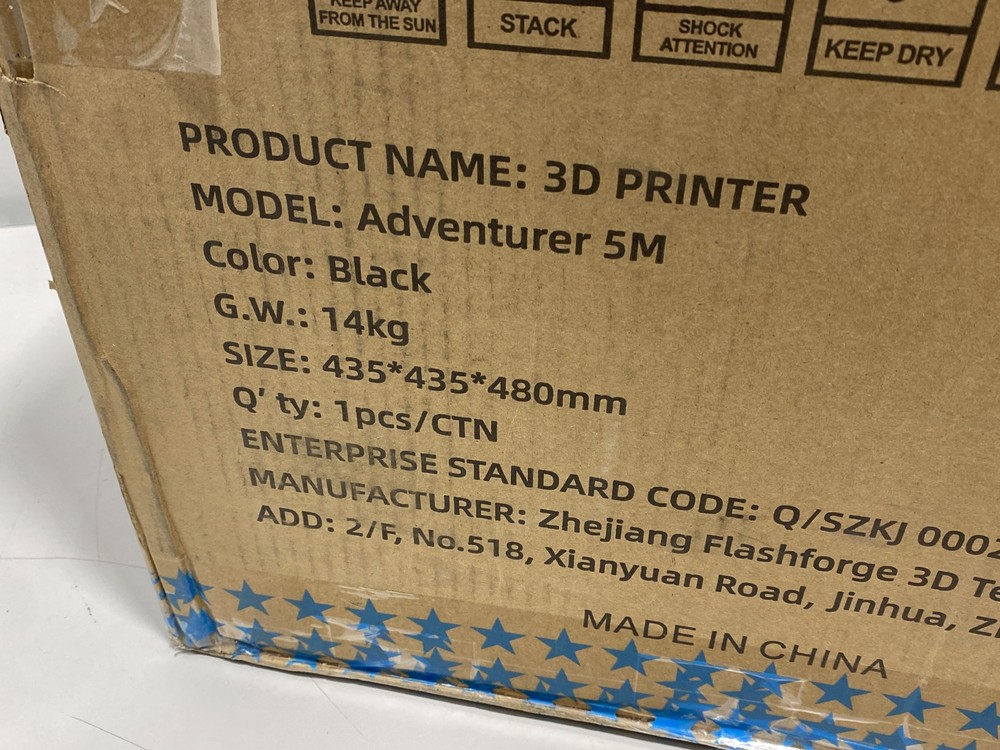 KEEP AWAY
FROM THE SUN
STACK
SHOCK
ATTENTION
KEEP DRY
PRODUCT NAME: 3D PRINTER
MODEL: Adventurer 5M
Color: Black
G.W.: 14kg
SIZE: 435*435*480mm
Q' ty: 1pcs/CTN
ENTERPRISE STANDARD CODE: Q/SZKJ 0002
MANUFACTURER: Zhejiang Flashforge 3D Te
ADD: 2/F, No.518, Xianyuan Road, Jinhua, Z
MADE IN CHINA